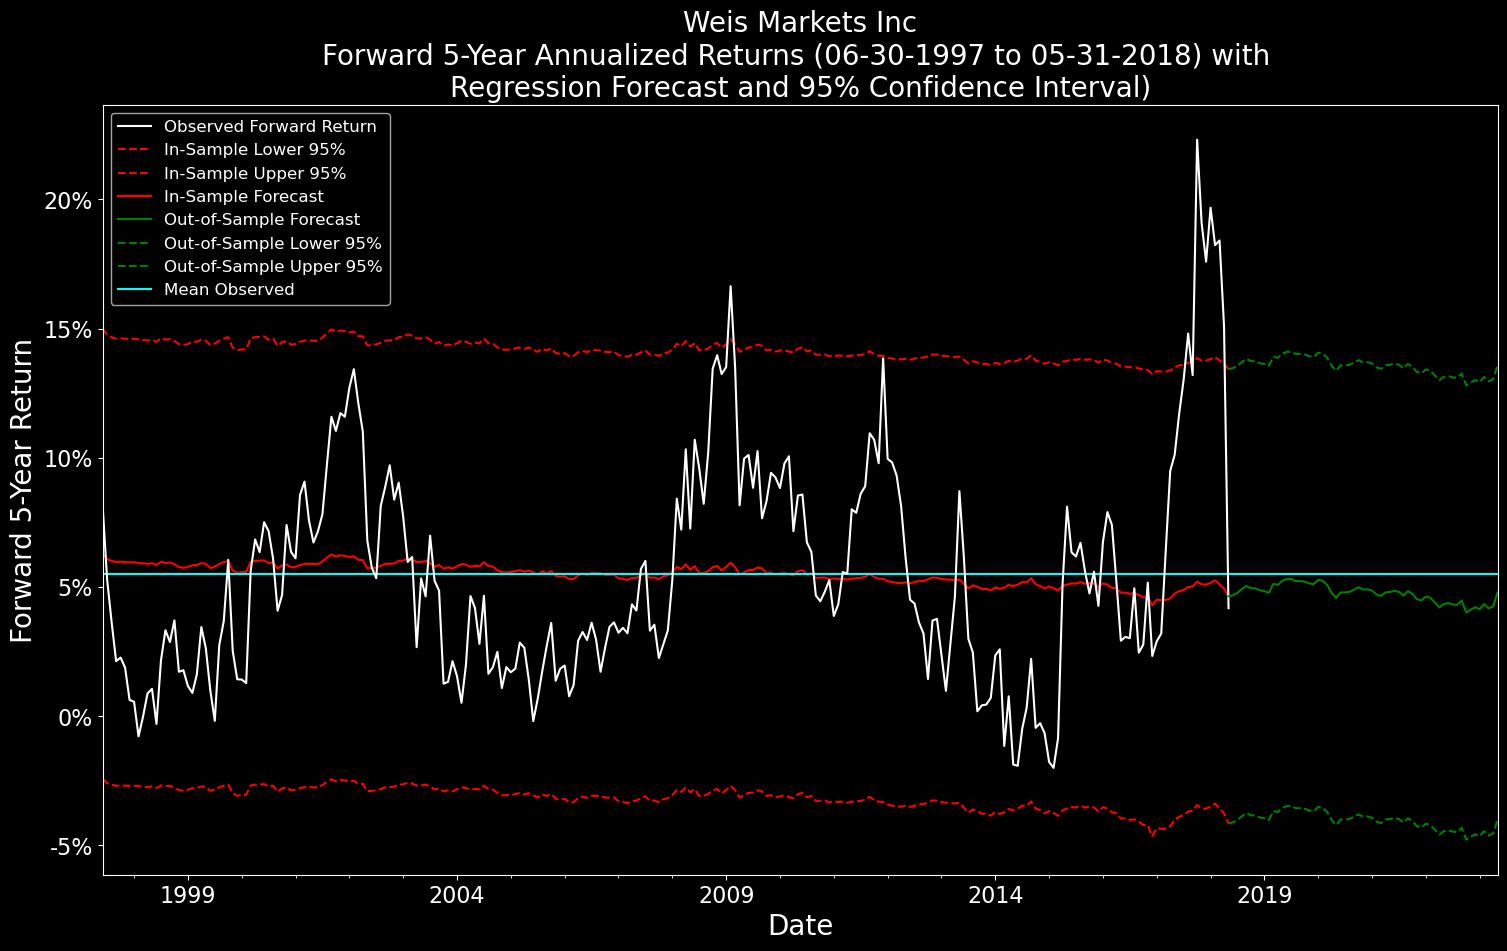 Weis Markets Inc
Forward 5-Year Annualized Returns (06-30-1997 to 05-31-2018) with
Regression Forecast and 95% Confidence Interval)
Observed Forward Return
In-Sample Lower 95%
In-Sample Upper 95%
In-Sample Forecast
Out-of-Sample Forecast
Out-of-Sample Lower 95%
Out-of-Sample Upper 95%
Mean Observed
Forward 5-Year Return
20%
15%
10%
5%
0%
-5%
1999
2004
2009
2014
2019
Date